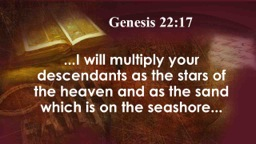 Genesis 22:17
...I will multiply your
descendants as the stars of
the heaven and as the sand
which is on the seashore...